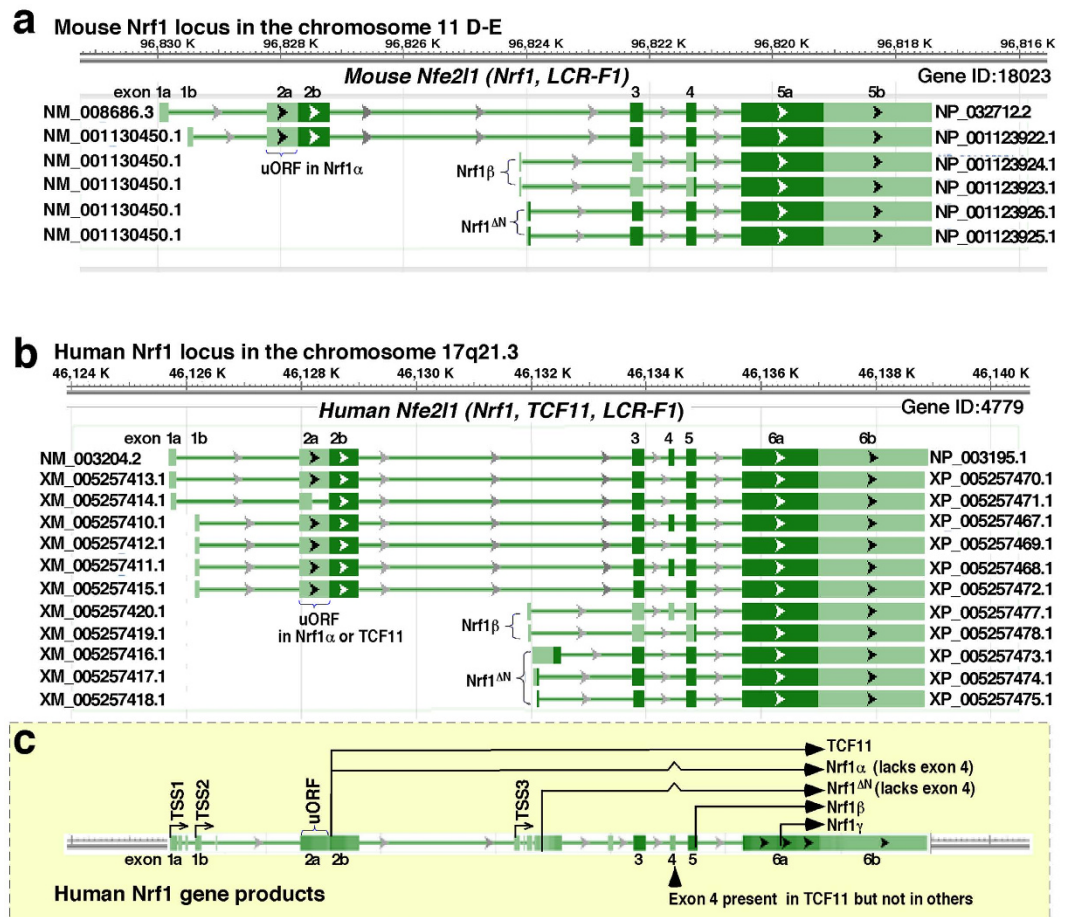 a Mouse Nrf1 locus in the chromosome 11 D-E
96,830 K 96,828 K 96,826 K 96,824 K 96,822 K 96,820 K 96,818 K 96,816 K
Mouse Nfe2l1 (Nrf1, LCR-F1) Gene ID:18023
exon 1a 1b 2a 2b 3 4 5a 5b
NM_008686.3 NP_032712.2
NM_001130450.1 NP_001123922.1
NM_001130450.1 NP_001123924.1
uORF in Nrf1α Nrf1β
NM_001130450.1 NP_001123923.1
NM_001130450.1 NP_001123926.1
Nrf1ΔN
NM_001130450.1 NP_001123925.1
b Human Nrf1 locus in the chromosome 17q21.3
46,124 K 46,126 K 46,128 K 46,130 K 46,132 K 46,134 K 46,136 K 46,138 K 46,140 K
Human Nfe2l1 (Nrf1, TCF11, LCR-F1) Gene ID:4779
exon 1a 1b 2a 2b 3 4 5 6a 6b
NM_003204.2 NP_003195.1
XM_005257413.1 XP_005257470.1
XM_005257414.1 XP_005257471.1
XM_005257410.1 XP_005257467.1
XM_005257412.1 XP_005257469.1
XM_005257411.1 XP_005257468.1
XM_005257415.1 XP_005257472.1
XM_005257420.1 XP_005257477.1
uORF
in Nrf1α or TCF11 Nrf1β
XM_005257419.1 XP_005257478.1
XM_005257416.1 XP_005257473.1
XM_005257417.1 Nrf1ΔN XP_005257474.1
XM_005257418.1 XP_005257475.1
c
TCF11
Nrf1α (lacks exon 4)
Nrf1ΔN (lacks exon 4)
Nrf1β
Nrf1γ
TSS1 TSS2 uORF TSS3
exon 1a 1b 2a 2b 3 4 5 6a 6b
Human Nrf1 gene products
Exon 4 present in TCF11 but not in others